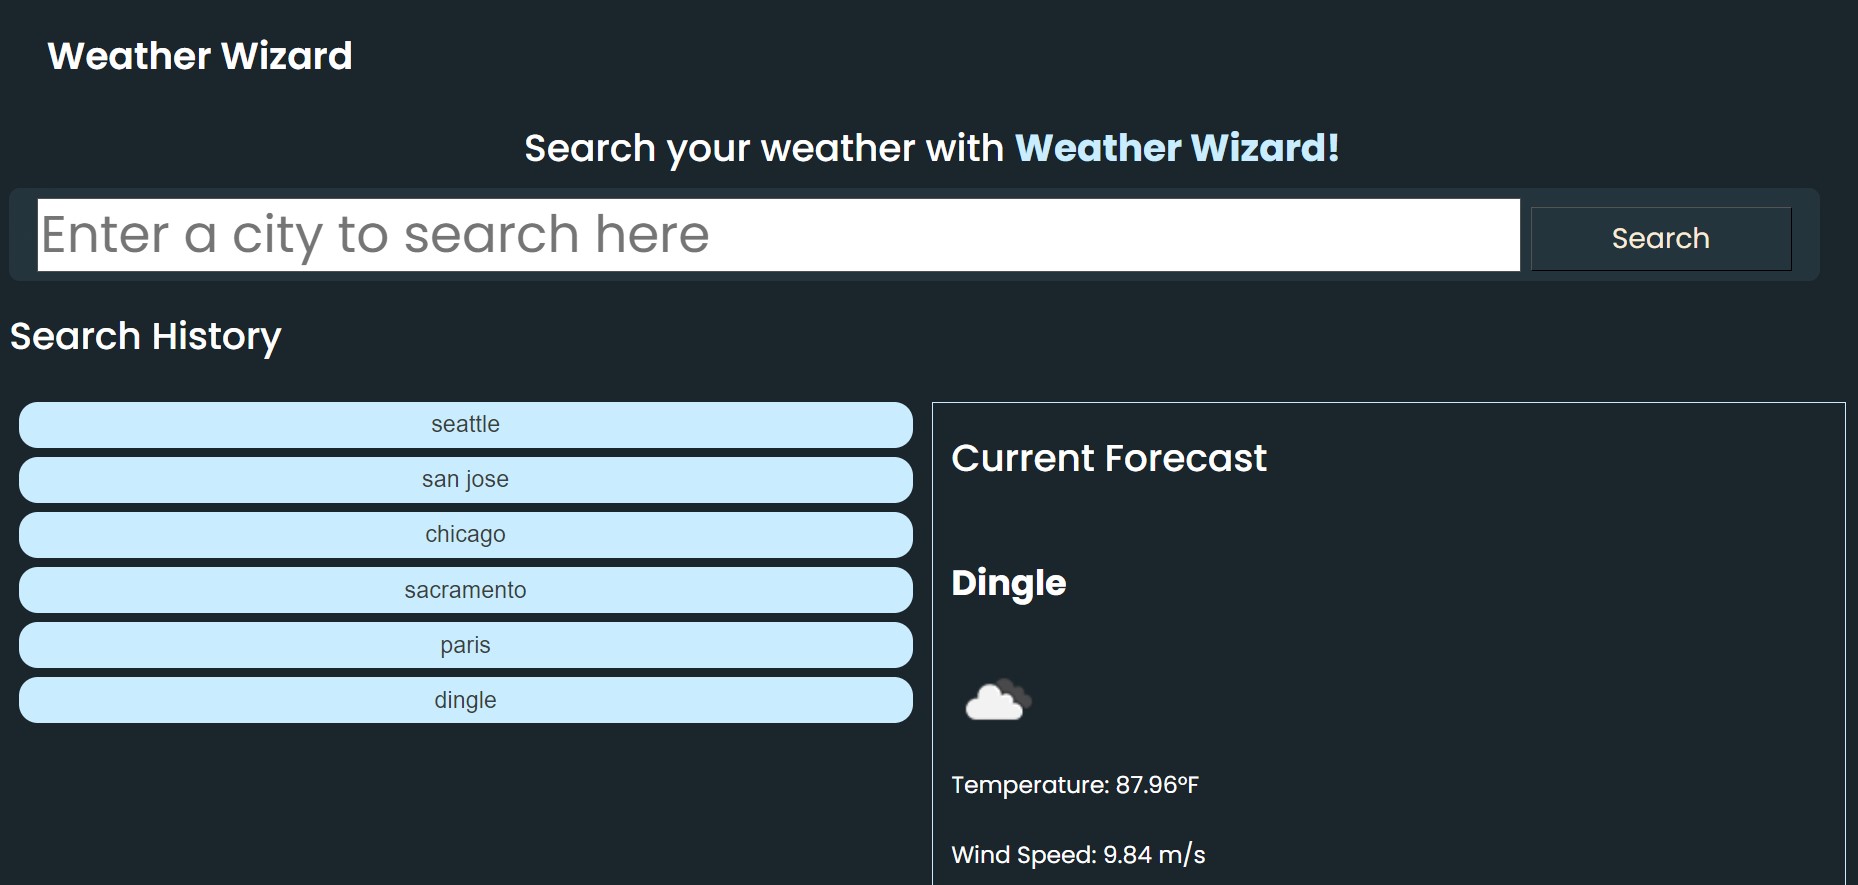 Weather Wizard
Search your weather with Weather Wizard!
Enter a city to search here
Search
Search History
seattle
san jose
chicago
sacramento
paris
dingle
Current Forecast
Dingle
Temperature: 87.96°F
Wind Speed: 9.84 m/s